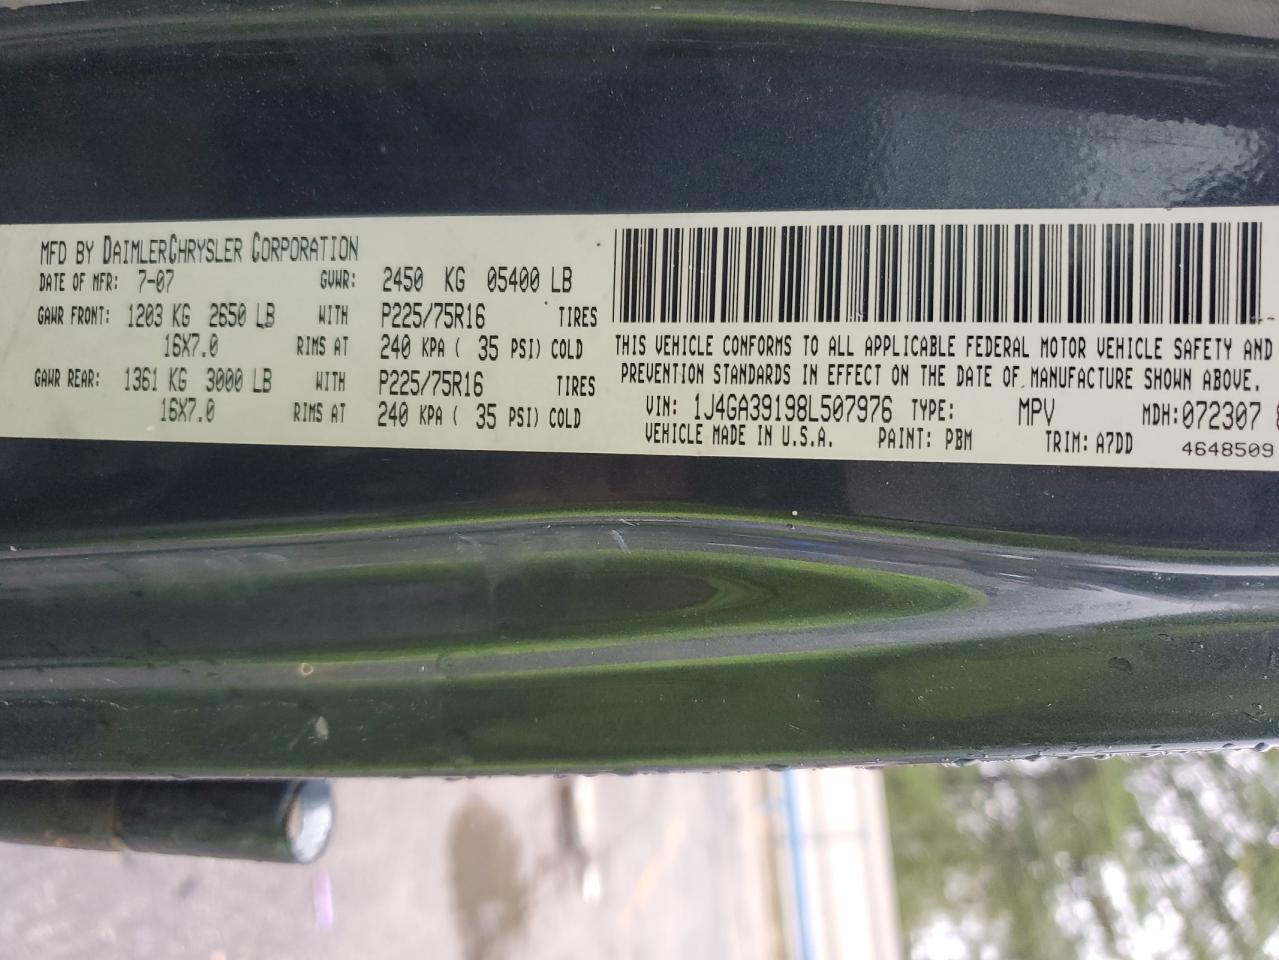 MFD BY DAIMLERCHRYSLER CORPORATION
DATE OF MFR: 7-07 GVWR: 2450 KG 05400 LB
GAWR FRONT: 1203 KG 2650 LB WITH P225/75R16 TIRES
16X7.0 RIMS AT 240 KPA ( 35 PSI) COLD
GAWR REAR: 1361 KG 3000 LB WITH P225/75R16 TIRES
16X7.0 RIMS AT 240 KPA ( 35 PSI) COLD
THIS VEHICLE CONFORMS TO ALL APPLICABLE FEDERAL MOTOR VEHICLE SAFETY AND
PREVENTION STANDARDS IN EFFECT ON THE DATE OF MANUFACTURE SHOWN ABOVE.
VIN: 1J4GA39198L507976 TYPE: MPV MDH:072307
VEHICLE MADE IN U.S.A. PAINT: PBM TRIM: A7DD 4648509